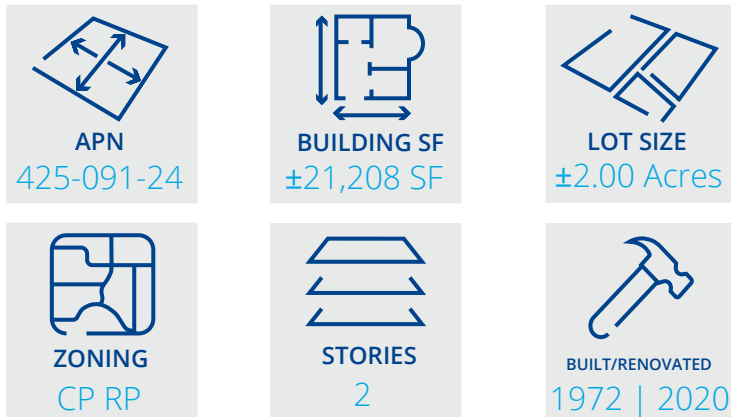 APN
425-091-24
BUILDING SF
±21,208 SF
LOT SIZE
±2.00 Acres
ZONING
CP RP
STORIES
2
BUILT/RENOVATED
1972 | 2020